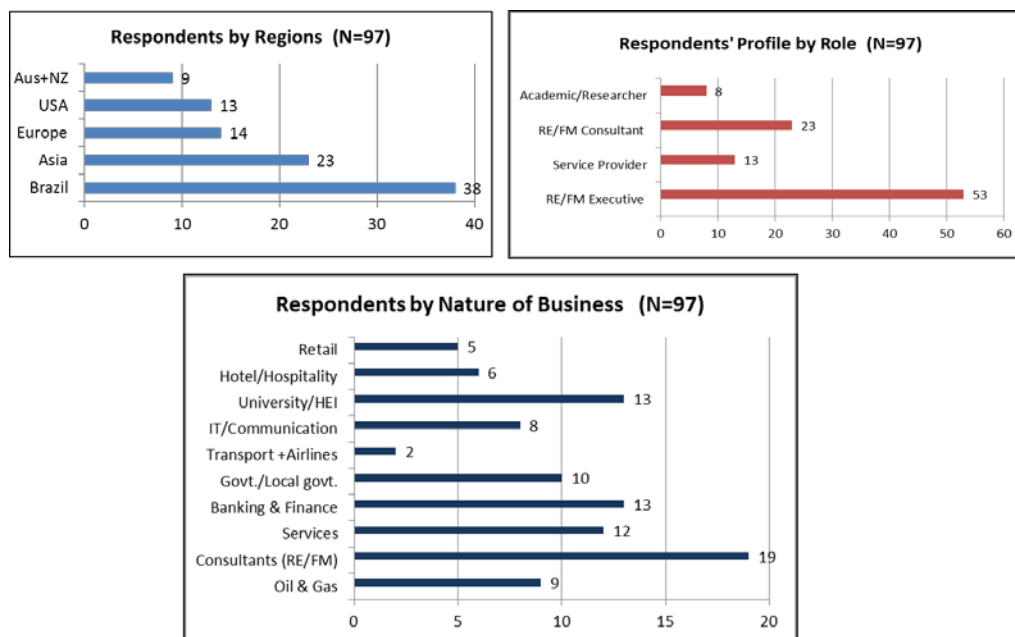 Respondents by Regions (N=97)
Aus+NZ 9
USA 13
Europe 14
Asia 23
Brazil 38
0 10 20 30 40
Respondents' Profile by Role (N=97)
Academic/Researcher 8
RE/FM Consultant 23
Service Provider 13
RE/FM Executive 53
0 10 20 30 40 50 60
Respondents by Nature of Business (N=97)
Retail 5
Hotel/Hospitality 6
University/HEI 13
IT/Communication 8
Transport +Airlines 2
Govt./Local govt. 10
Banking & Finance 13
Services 12
Consultants (RE/FM) 19
Oil & Gas 9
0 5 10 15 20